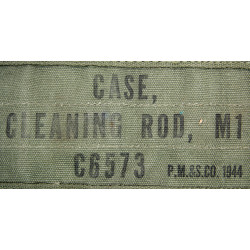 CASE,
CLEANING ROD, M1
C6573 P.M.&S.CO. 1944